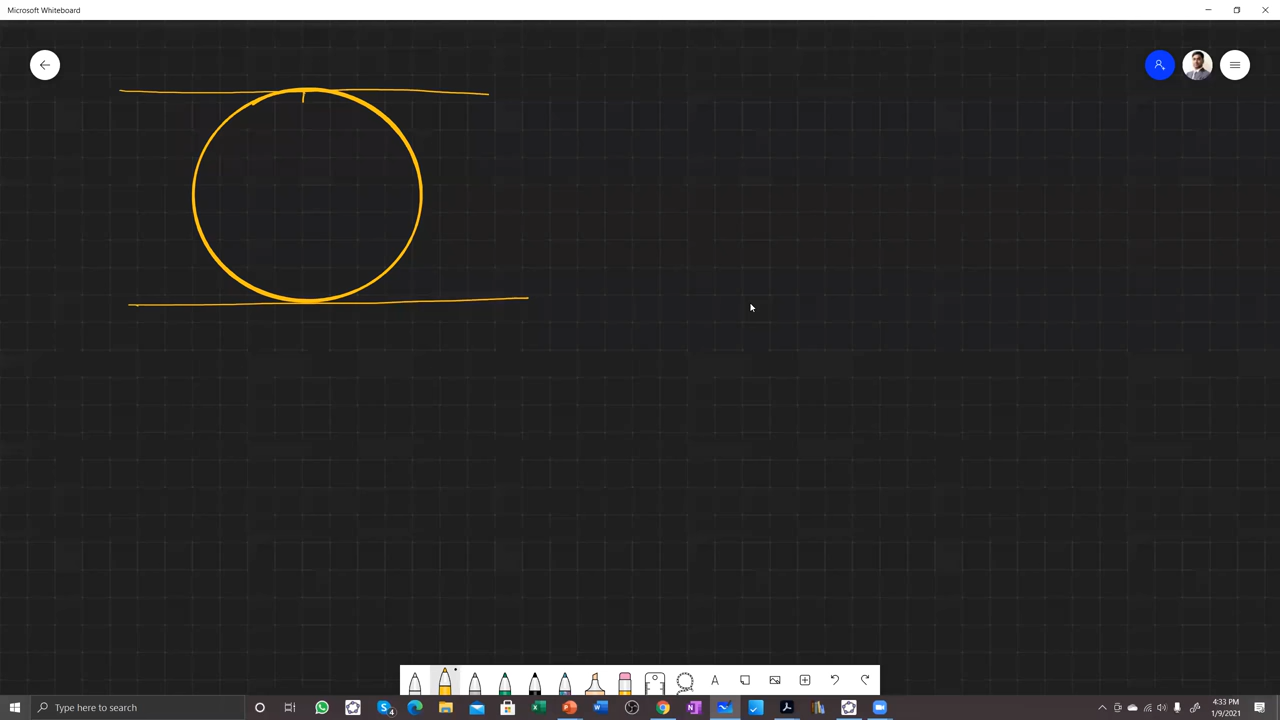 Microsoft Whiteboard
A
Type here to search
4:33 PM
1/9/2021